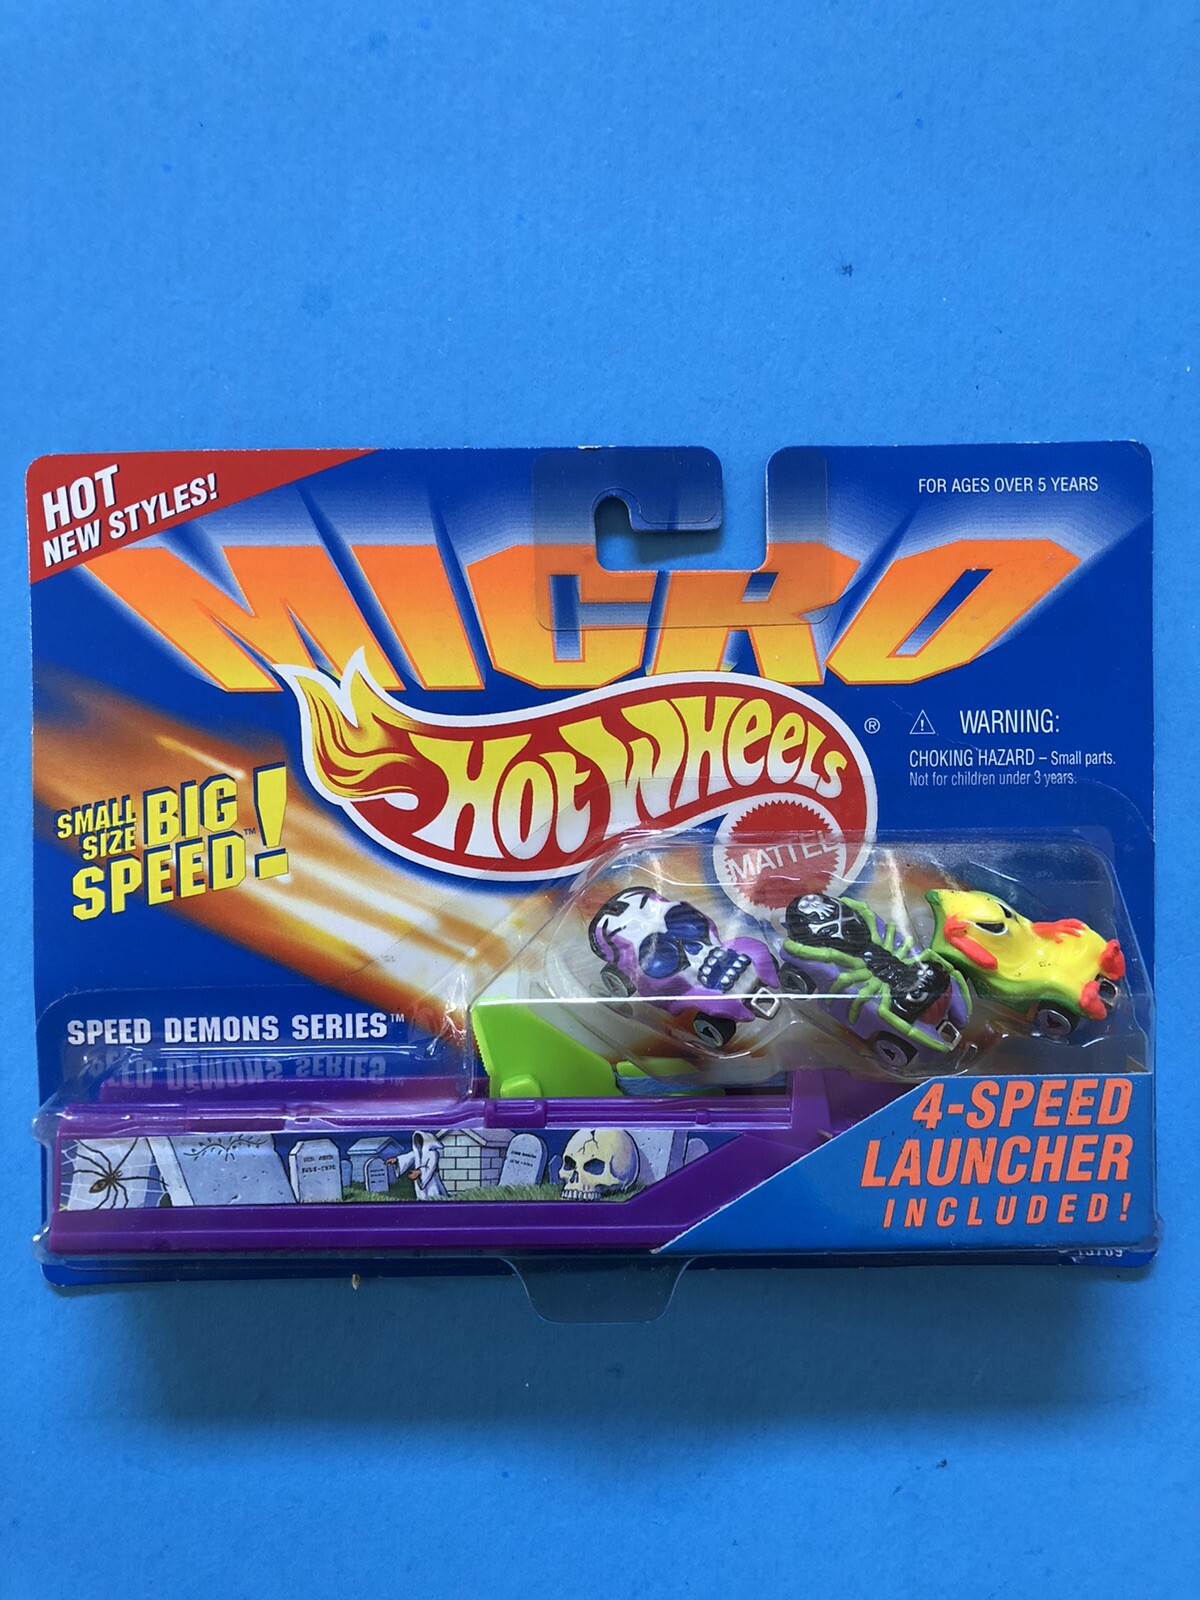 HOT
NEW STYLES!
FOR AGES OVER 5 YEARS
MICRO
HOT WHEELS ®
MATTEL
⚠ WARNING:
CHOKING HAZARD – Small parts.
Not for children under 3 years.
SMALL
SIZE BIG
SPEED™!
SPEED DEMONS SERIES™
4-SPEED
LAUNCHER
INCLUDED!